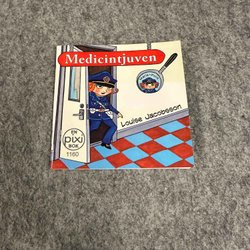 Medicintjuven
Louise Jacobsson
EN
PIXI
BOK
1160